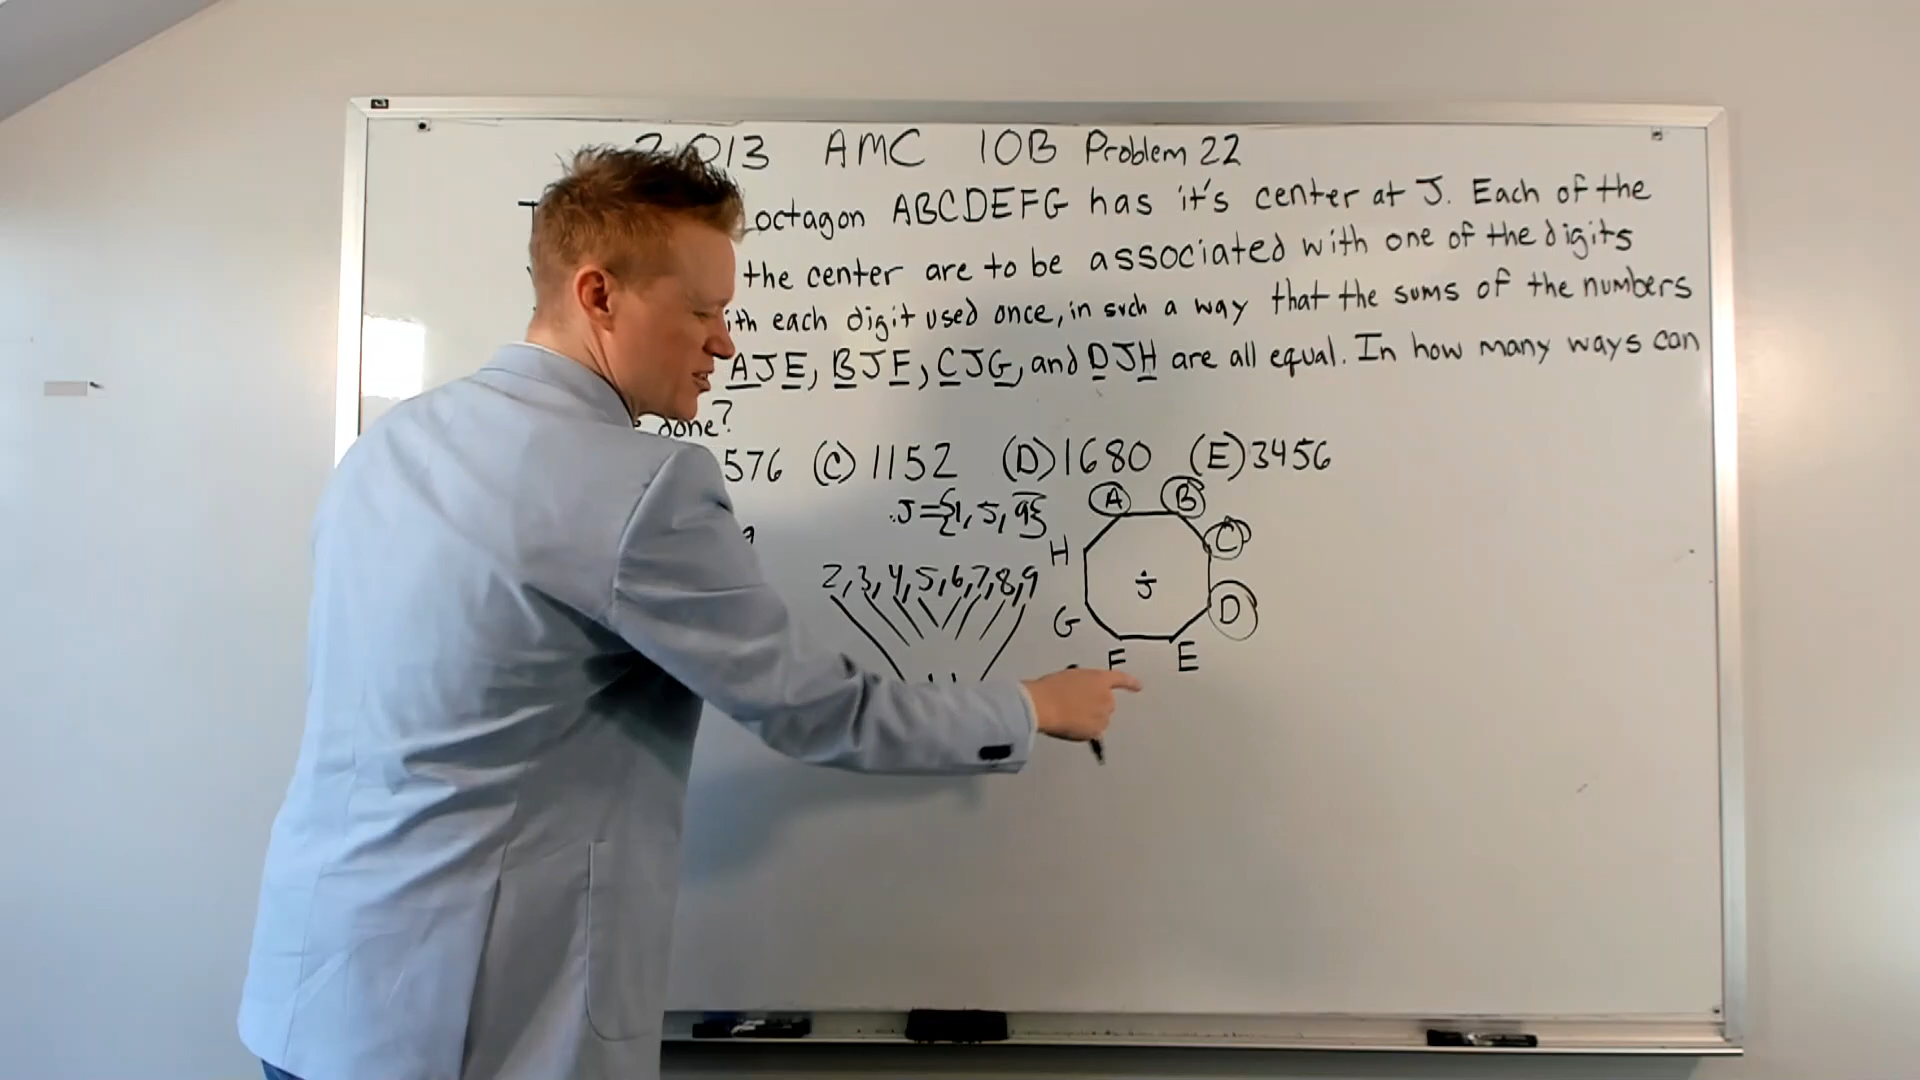 2013 AMC 10B Problem 22
octagon ABCDEFG has it's center at J. Each of the
the center are to be associated with one of the digits
ith each digit used once, in such a way that the sums of the numbers
AJE, BJF, CJG, and DJH are all equal. In how many ways can
done?
576 (C) 1152 (D) 1680 (E) 3456
J={1, 5, 9}
A B
C
H
J
2,3,4,5,6,7,8,9
D
G
F E